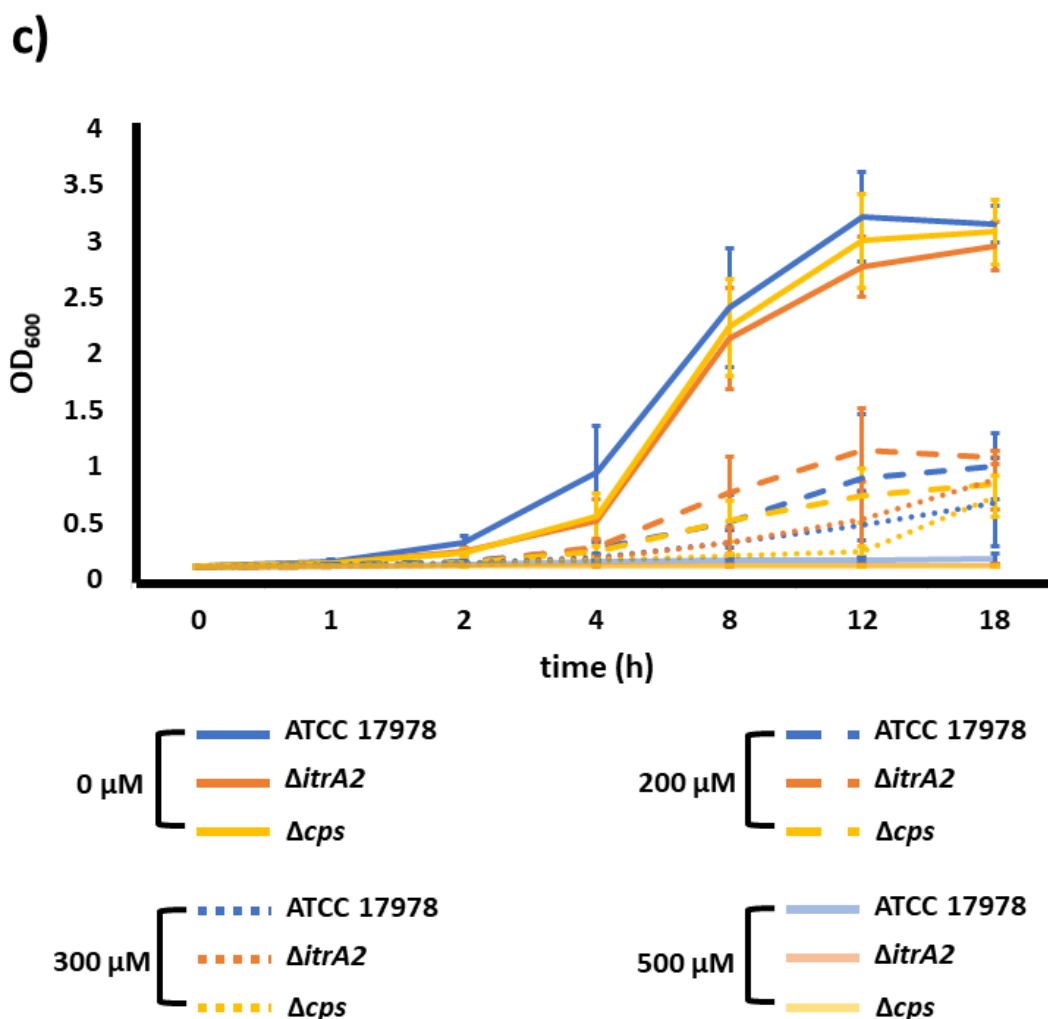 c)
4
3.5
3
2.5
2
1.5
1
0.5
0
OD₆₀₀
0 1 2 4 8 12 18
time (h)
0 µM
ATCC 17978
ΔitrA2
Δcps
200 µM
ATCC 17978
ΔitrA2
Δcps
300 µM
ATCC 17978
ΔitrA2
Δcps
500 µM
ATCC 17978
ΔitrA2
Δcps